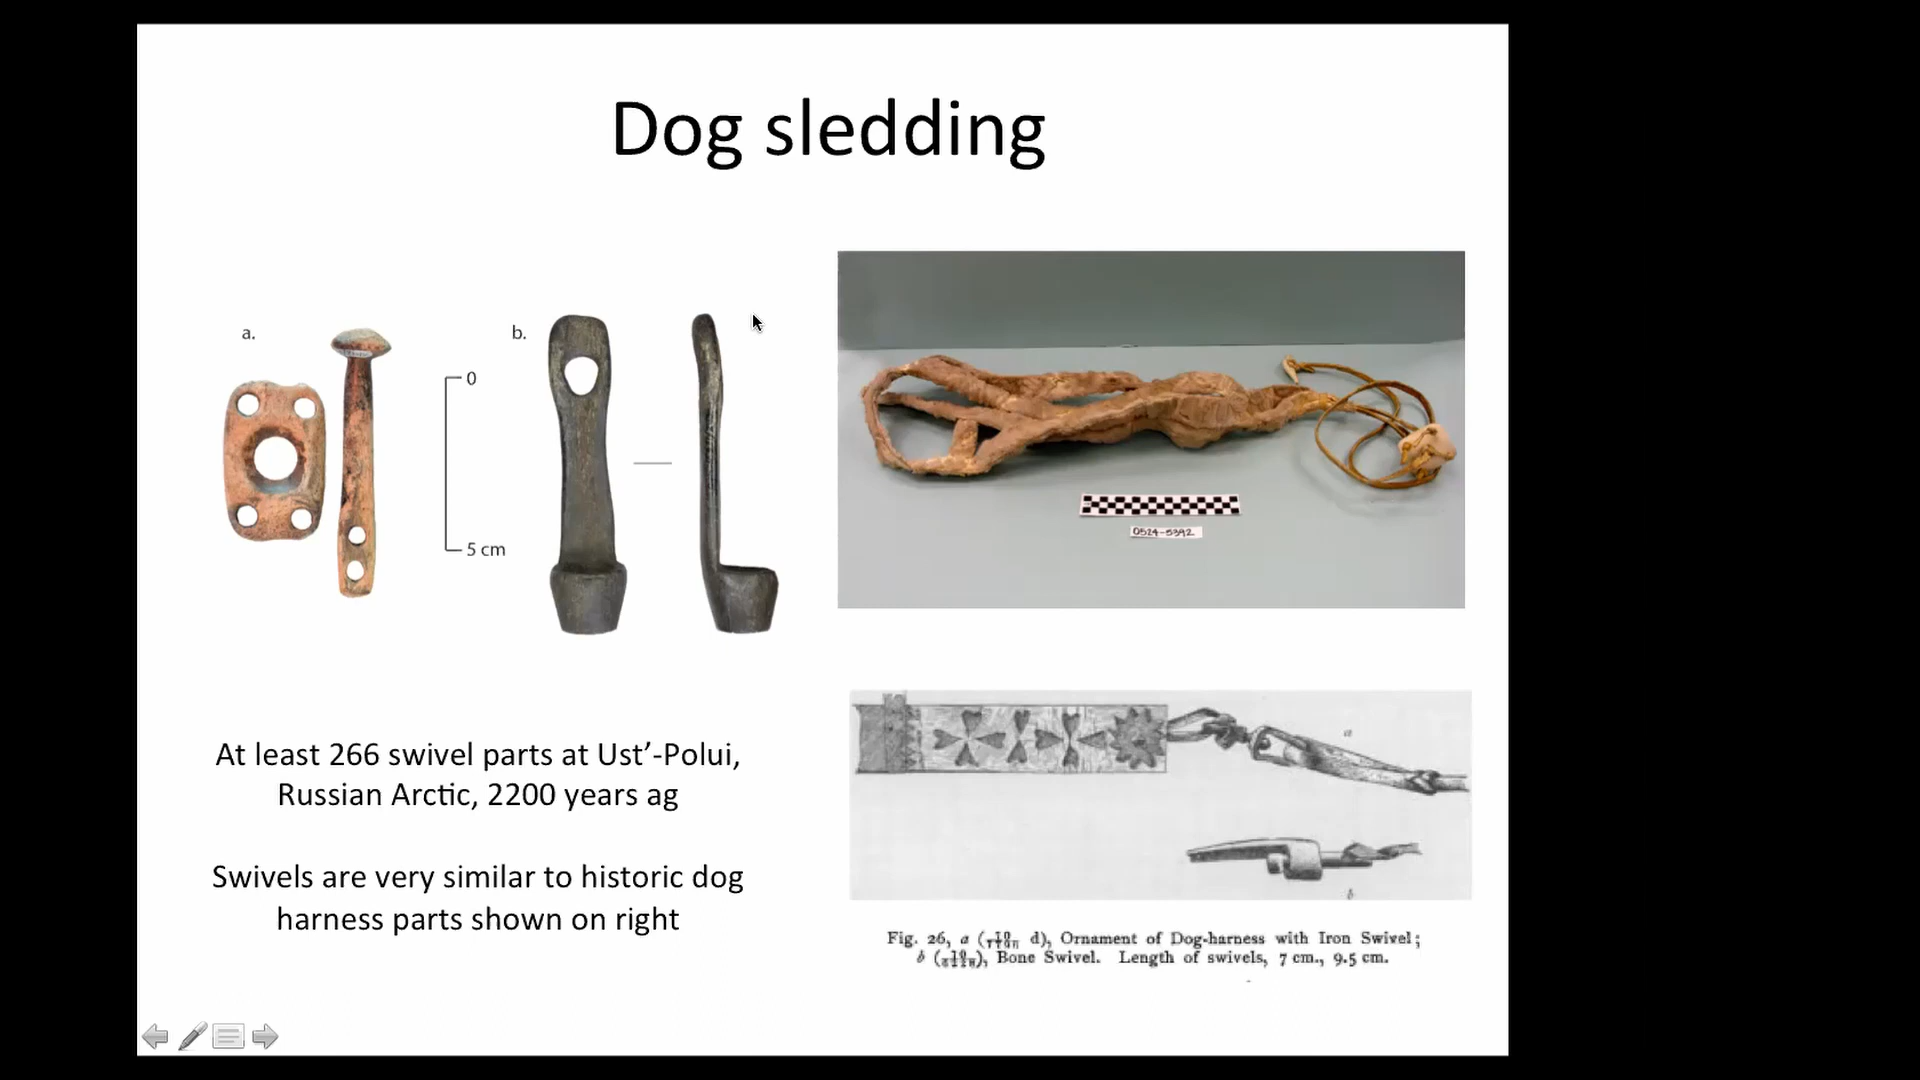 Dog sledding
a.
b.
0
5 cm
0524-5392
At least 266 swivel parts at Ust’-Polui,
Russian Arctic, 2200 years ag
Swivels are very similar to historic dog
harness parts shown on right
a
b
Fig. 26, a ( d), Ornament of Dog-harness with Iron Swivel;
b ( ), Bone Swivel. Length of swivels, 7 cm., 9.5 cm.